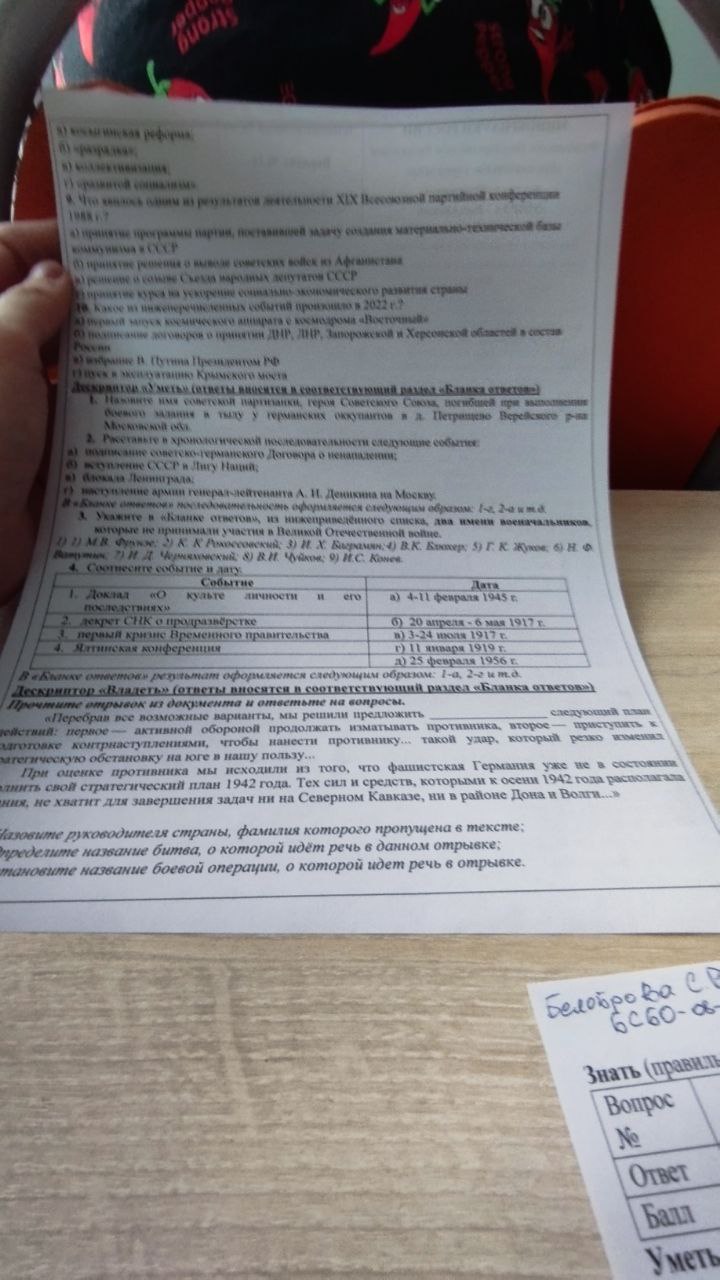 Strong
а) косыгинская реформа;
б) «разрядка»;
в) коллективизация;
г) «развитой социализм».
9. Что явилось одним из результатов деятельности XIX Всесоюзной партийной конференции
1988 г.?
а) принятие программы партии, поставившей задачу создания материально-технической базы
коммунизма в СССР
б) принятие решения о выводе советских войск из Афганистана
в) решение о созыве Съезда народных депутатов СССР
г) принятие курса на ускорение социально-экономического развития страны
10. Какое из нижеперечисленных событий произошло в 2022 г.?
а) первый запуск космического аппарата с космодрома «Восточный»
б) подписание договоров о принятии ДНР, ЛНР, Запорожской и Херсонской областей в состав
России
в) избрание В. Путина Президентом РФ
г) пуск в эксплуатацию Крымского моста
Дескриптор «Уметь» (ответы вносятся в соответствующий раздел «Бланка ответов»)
1. Назовите имя советской партизанки, героя Советского Союза, погибшей при выполнении
боевого задания в тылу у германских оккупантов в д. Петрищево Верейского р-на
Московской обл.
2. Расставьте в хронологической последовательности следующие события:
а) подписание советско-германского Договора о ненападении;
б) вступление СССР в Лигу Наций;
в) блокада Ленинграда;
г) наступление армии генерал-лейтенанта А. И. Деникина на Москву.
В «Бланке ответов» последовательность оформляется следующим образом: 1-г, 2-а и т.д.
3. Укажите в «Бланке ответов», из нижеприведённого списка, два имени военачальников,
которые не принимали участия в Великой Отечественной войне.
1) 1) М.В. Фрунзе; 2) К. К Рокоссовский; 3) И. Х. Баграмян; 4) В.К. Блюхер; 5) Г. К. Жуков; 6) Н. Ф.
Ватутин; 7) И. Д. Черняховский; 8) В.И. Чуйков; 9) И.С. Конев.
4. Соотнесите событие и дату.
Событие Дата
1. Доклад «О культе личности и его а) 4-11 февраля 1945 г.
последствиях»
2. декрет СНК о продразвёрстке б) 20 апреля - 6 мая 1917 г.
3. первый кризис Временного правительства в) 3-24 июля 1917 г.
4. Ялтинская конференция г) 11 января 1919 г.
д) 25 февраля 1956 г.
В «Бланке ответов» результат оформляется следующим образом: 1-а, 2-г и т.д.
Дескриптор «Владеть» (ответы вносятся в соответствующий раздел «Бланка ответов»)
Прочтите отрывок из документа и ответьте на вопросы.
«Перебрав все возможные варианты, мы решили предложить ____________ следующий план
действий: первое — активной обороной продолжать изматывать противника, второе — приступить к
подготовке контрнаступлениями, чтобы нанести противнику... такой удар, который резко изменил
стратегическую обстановку на юге в нашу пользу...
При оценке противника мы исходили из того, что фашистская Германия уже не в состоянии
олнить свой стратегический план 1942 года. Тех сил и средств, которыми к осени 1942 года располагала
ания, не хватит для завершения задач ни на Северном Кавказе, ни в районе Дона и Волги...»
Назовите руководителя страны, фамилия которого пропущена в тексте;
Определите название битва, о которой идёт речь в данном отрывке;
становите название боевой операции, о которой идет речь в отрывке.
Белоброва С
БСБО-06-
Знать (правиль
Вопрос
№
Ответ
Балл
Уметь